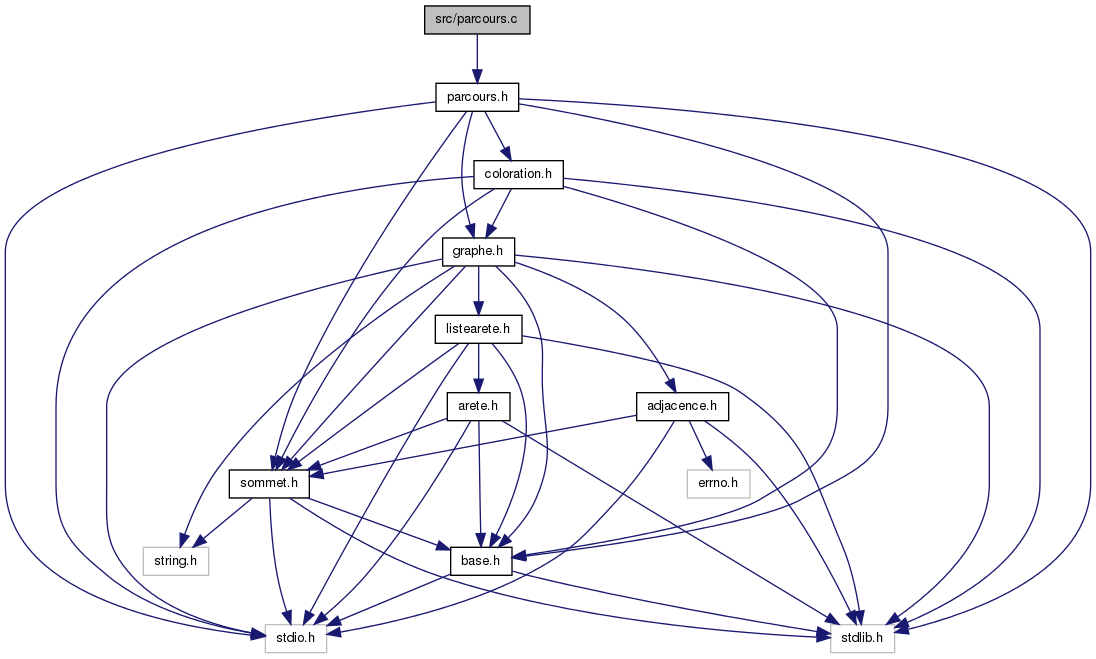 src/parcours.c
parcours.h
coloration.h
graphe.h
listearete.h
arete.h
adjacence.h
sommet.h
errno.h
string.h
base.h
stdio.h
stdlib.h